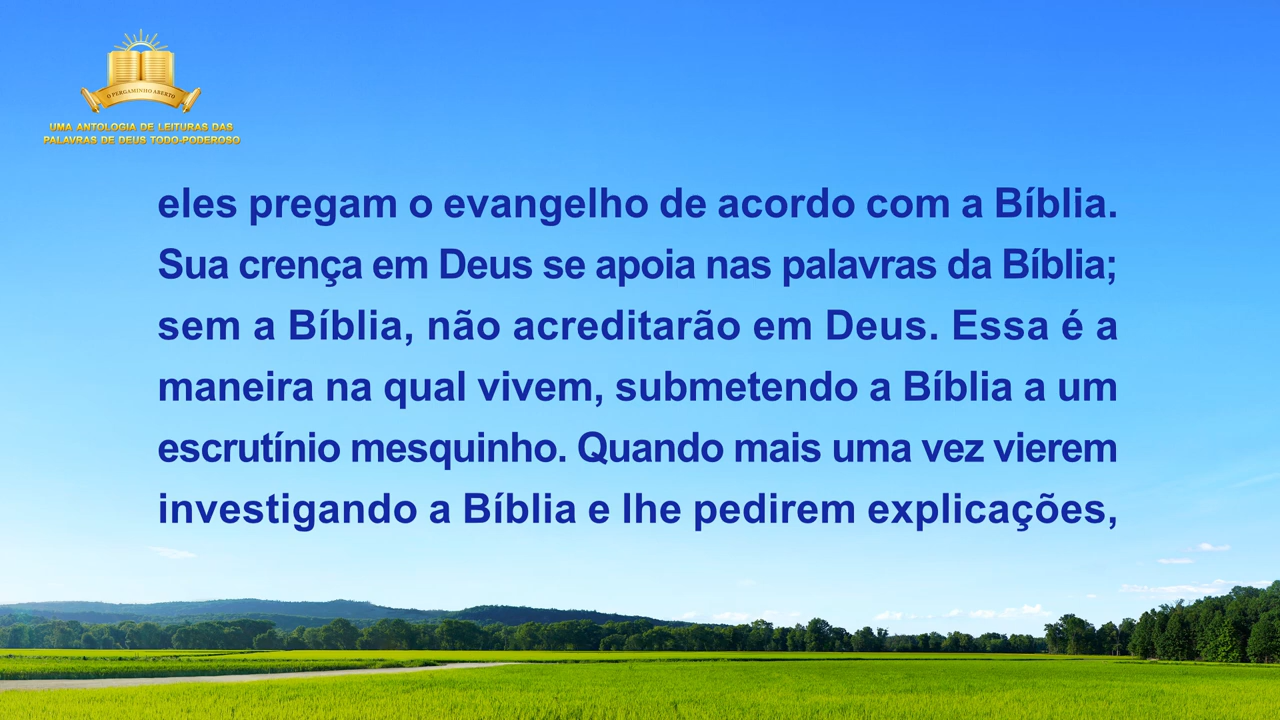 O PERGAMINHO ABERTO
UMA ANTOLOGIA DE LEITURAS DAS
PALAVRAS DE DEUS TODO-PODEROSO
eles pregam o evangelho de acordo com a Bíblia.
Sua crença em Deus se apoia nas palavras da Bíblia;
sem a Bíblia, não acreditarão em Deus. Essa é a
maneira na qual vivem, submetendo a Bíblia a um
escrutínio mesquinho. Quando mais uma vez vierem
investigando a Bíblia e lhe pedirem explicações,